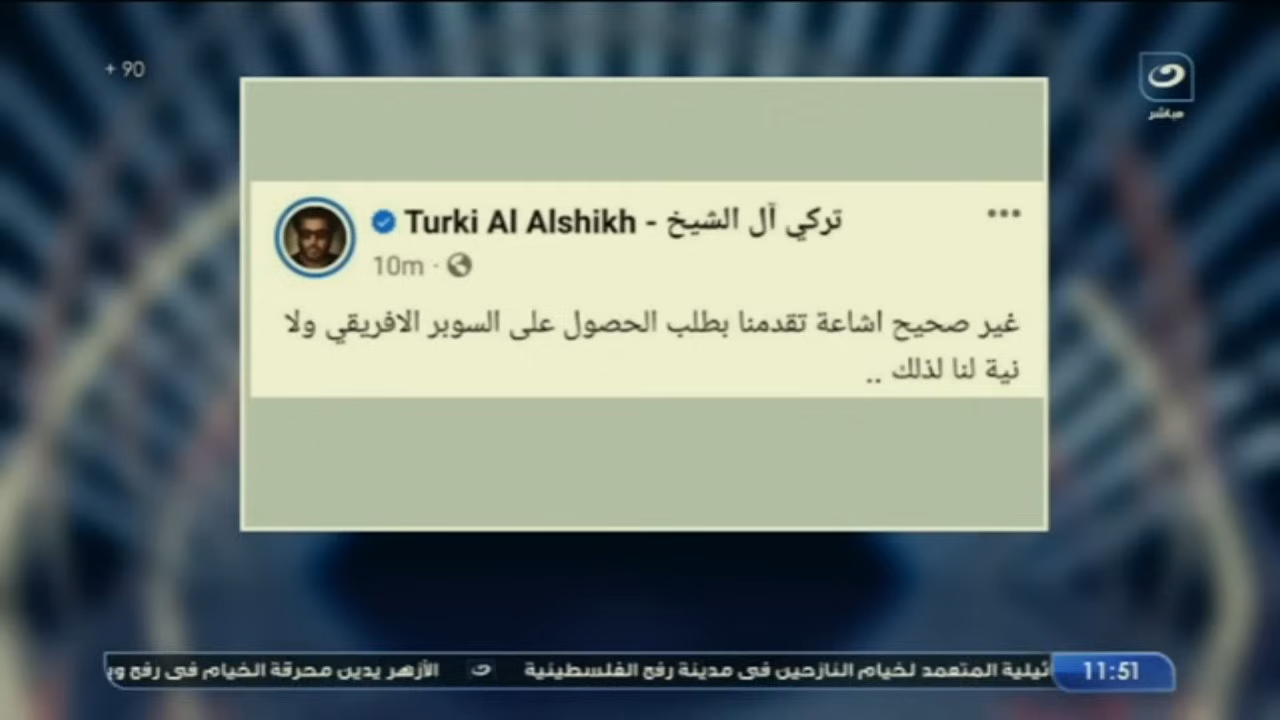 + 90
مباشر
Turki Al Alshikh - تركي آل الشيخ
10m ·
غير صحيح اشاعة تقدمنا بطلب الحصول على السوبر الافريقي ولا
نية لنا لذلك ..
11:51
المتعمد لخيام النازحين فى مدينة رفح الفلسطينية
الأزهر يدين محرقة الخيام فى رفح